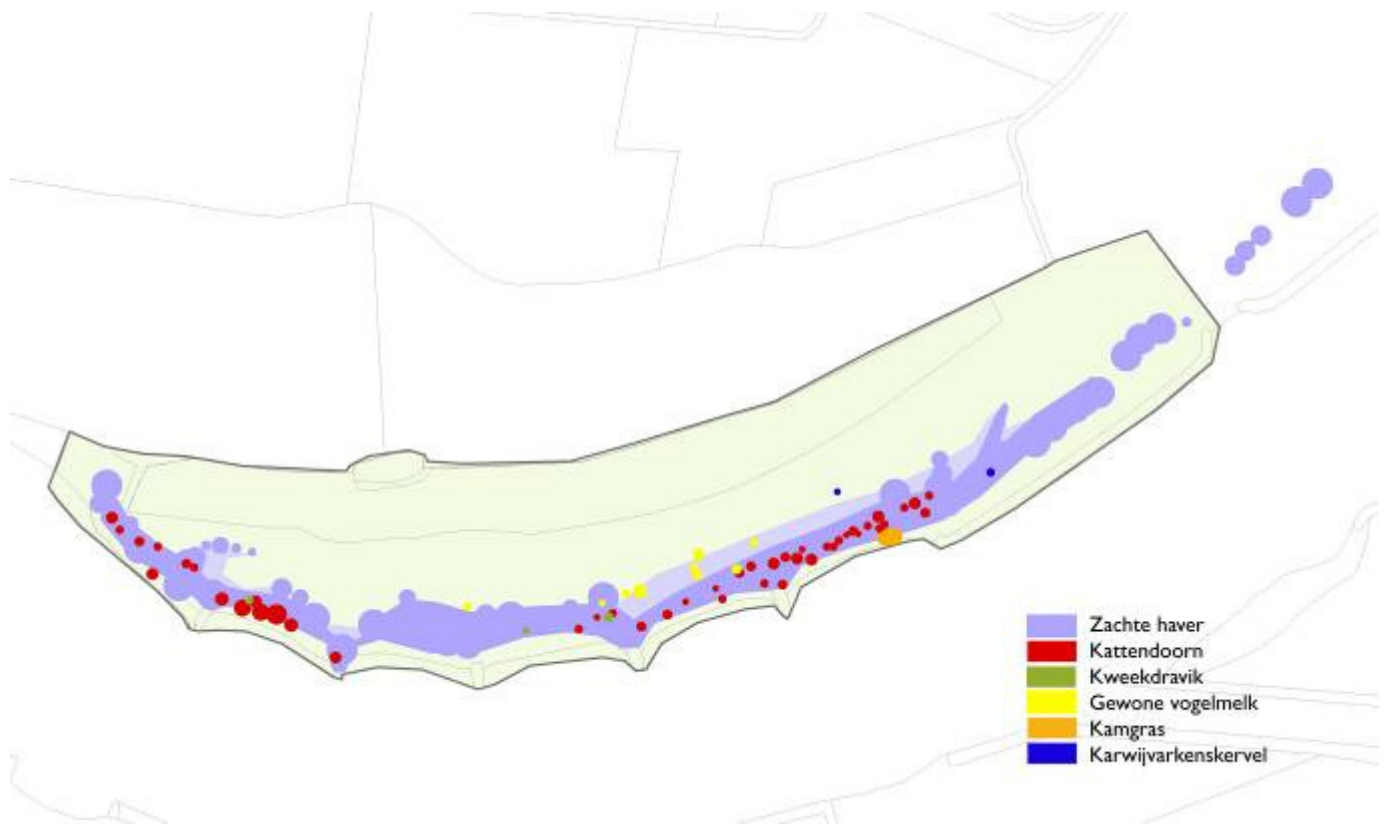 Zachte haver
Kattendoorn
Kweekdravik
Gewone vogelmelk
Kamgras
Karwijvarkenskervel